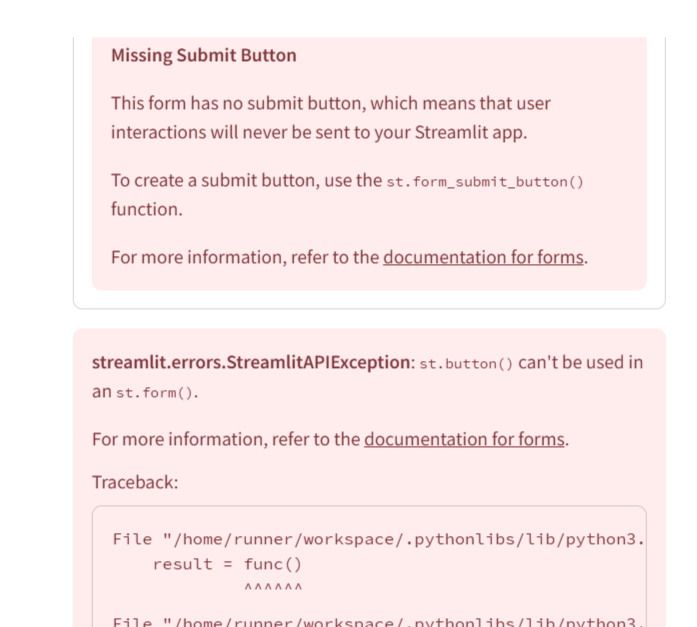 Missing Submit Button
This form has no submit button, which means that user
interactions will never be sent to your Streamlit app.
To create a submit button, use the st.form_submit_button()
function.
For more information, refer to the documentation for forms.
streamlit.errors.StreamlitAPIException: st.button() can't be used in
an st.form().
For more information, refer to the documentation for forms.
Traceback:
File "/home/runner/workspace/.pythonlibs/lib/python3.
result = func()
^^^^^^
File "/home/runner/workspace/.pythonlibs/lib/python3.